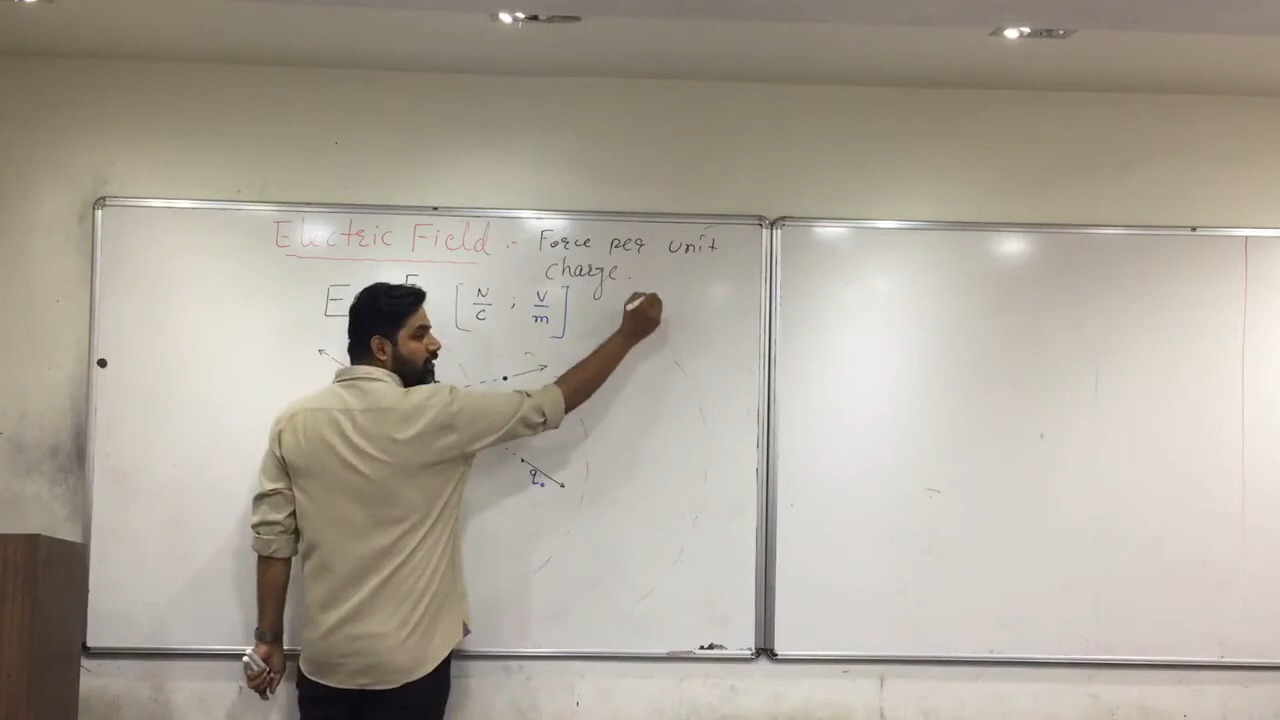 Electric Field :- Force per unit
charge.
E F [ N/C ; V/m ]
q₀